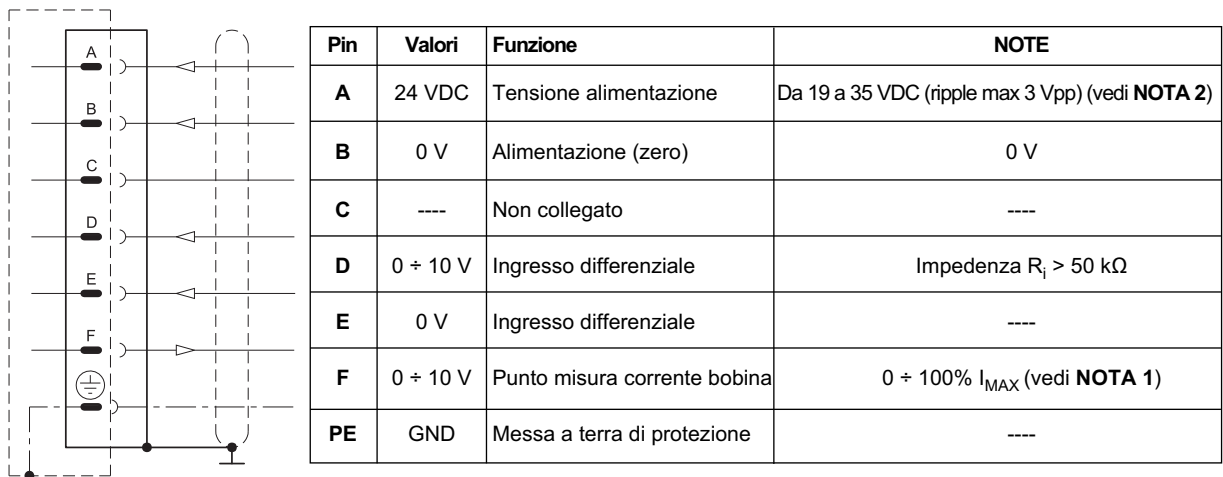 A
B
C
D
E
F
Pin Valori Funzione NOTE
A 24 VDC Tensione alimentazione Da 19 a 35 VDC (ripple max 3 Vpp) (vedi NOTA 2)
B 0 V Alimentazione (zero) 0 V
C ---- Non collegato ----
D 0 ÷ 10 V Ingresso differenziale Impedenza Ri > 50 kΩ
E 0 V Ingresso differenziale ----
F 0 ÷ 10 V Punto misura corrente bobina 0 ÷ 100% IMAX (vedi NOTA 1)
PE GND Messa a terra di protezione ----